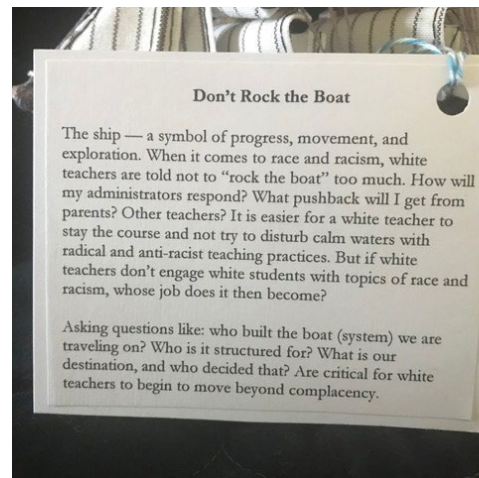 Don’t Rock the Boat
The ship — a symbol of progress, movement, and
exploration. When it comes to race and racism, white
teachers are told not to “rock the boat” too much. How will
my administrators respond? What pushback will I get from
parents? Other teachers? It is easier for a white teacher to
stay the course and not try to disturb calm waters with
radical and anti-racist teaching practices. But if white
teachers don’t engage white students with topics of race and
racism, whose job does it then become?
Asking questions like: who built the boat (system) we are
traveling on? Who is it structured for? What is our
destination, and who decided that? Are critical for white
teachers to begin to move beyond complacency.